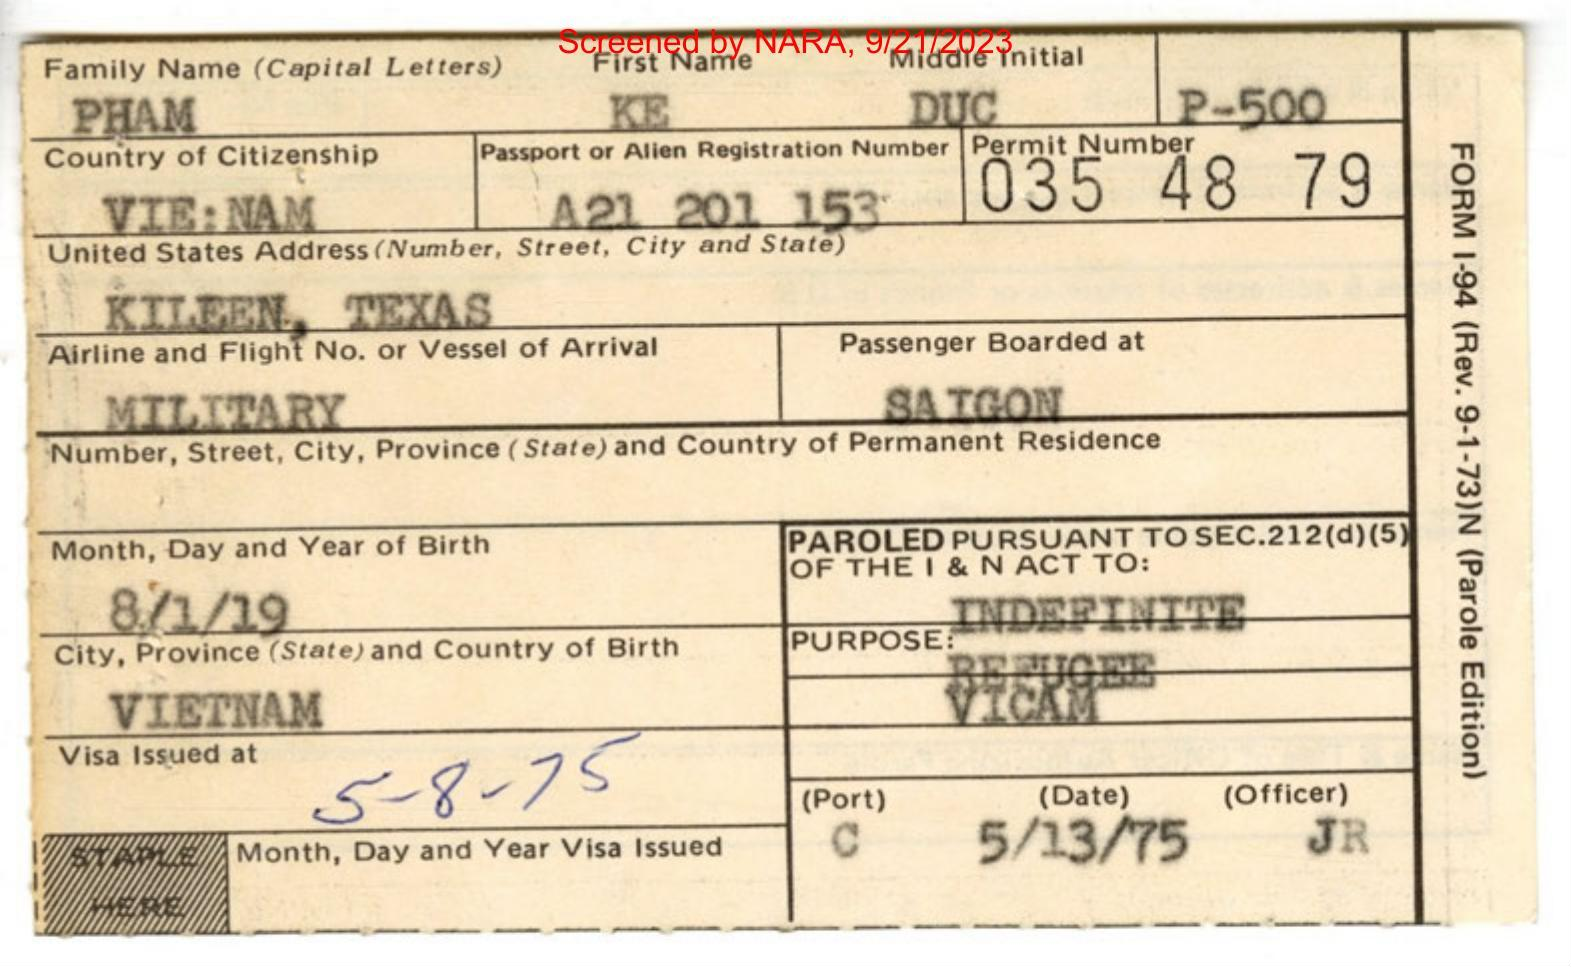 Screened by NARA, 9/21/2023
Family Name (Capital Letters) First Name Middle Initial
PHAM KE DUC P-500
Country of Citizenship Passport or Alien Registration Number Permit Number
VIE:NAM A21 201 153 035 48 79
United States Address (Number, Street, City and State)
KILEEN, TEXAS
Airline and Flight No. or Vessel of Arrival Passenger Boarded at
MILITARY SAIGON
Number, Street, City, Province (State) and Country of Permanent Residence
Month, Day and Year of Birth
8/1/19
City, Province (State) and Country of Birth
VIETNAM
Visa Issued at
5-8-75
STAPLE
HERE
Month, Day and Year Visa Issued
PAROLED PURSUANT TO SEC.212(d)(5)
OF THE I & N ACT TO:
INDEFINITE
PURPOSE:
REFUGEE
VICAM
(Port) (Date) (Officer)
C 5/13/75 JR
FORM I-94 (Rev. 9-1-73)N (Parole Edition)